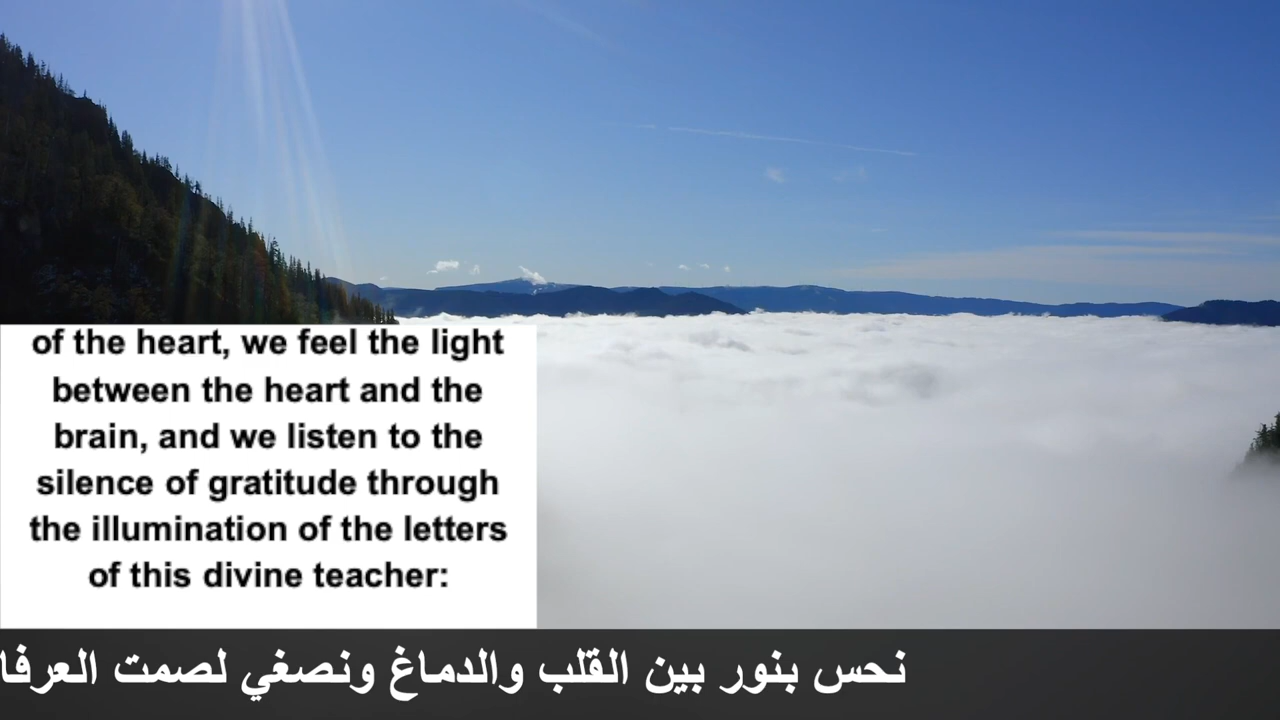 of the heart, we feel the light
between the heart and the
brain, and we listen to the
silence of gratitude through
the illumination of the letters
of this divine teacher:
نحس بنور بين القلب والدماغ ونصغي لصمت